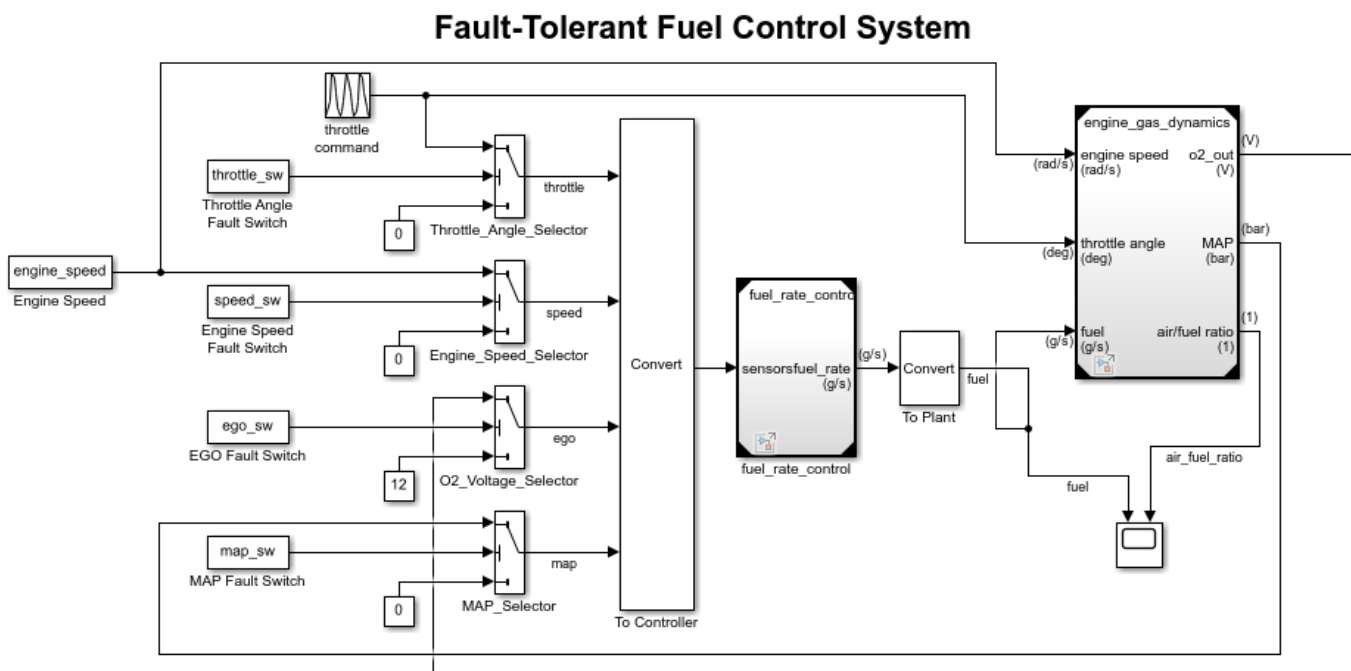 Fault-Tolerant Fuel Control System
throttle
command
throttle_sw
Throttle Angle
Fault Switch
0
throttle
Throttle_Angle_Selector
engine_speed
Engine Speed
speed_sw
Engine Speed
Fault Switch
0
speed
Engine_Speed_Selector
ego_sw
EGO Fault Switch
12
ego
O2_Voltage_Selector
map_sw
MAP Fault Switch
0
map
MAP_Selector
Convert
To Controller
fuel_rate_contro
sensors
fuel_rate
(g/s)
fuel_rate_control
(g/s)
Convert
To Plant
fuel
engine_gas_dynamics
(rad/s)
engine speed
(rad/s)
o2_out
(V)
(V)
(deg)
throttle angle
(deg)
MAP
(bar)
(bar)
(g/s)
fuel
(g/s)
air/fuel ratio
(1)
(1)
air_fuel_ratio
fuel